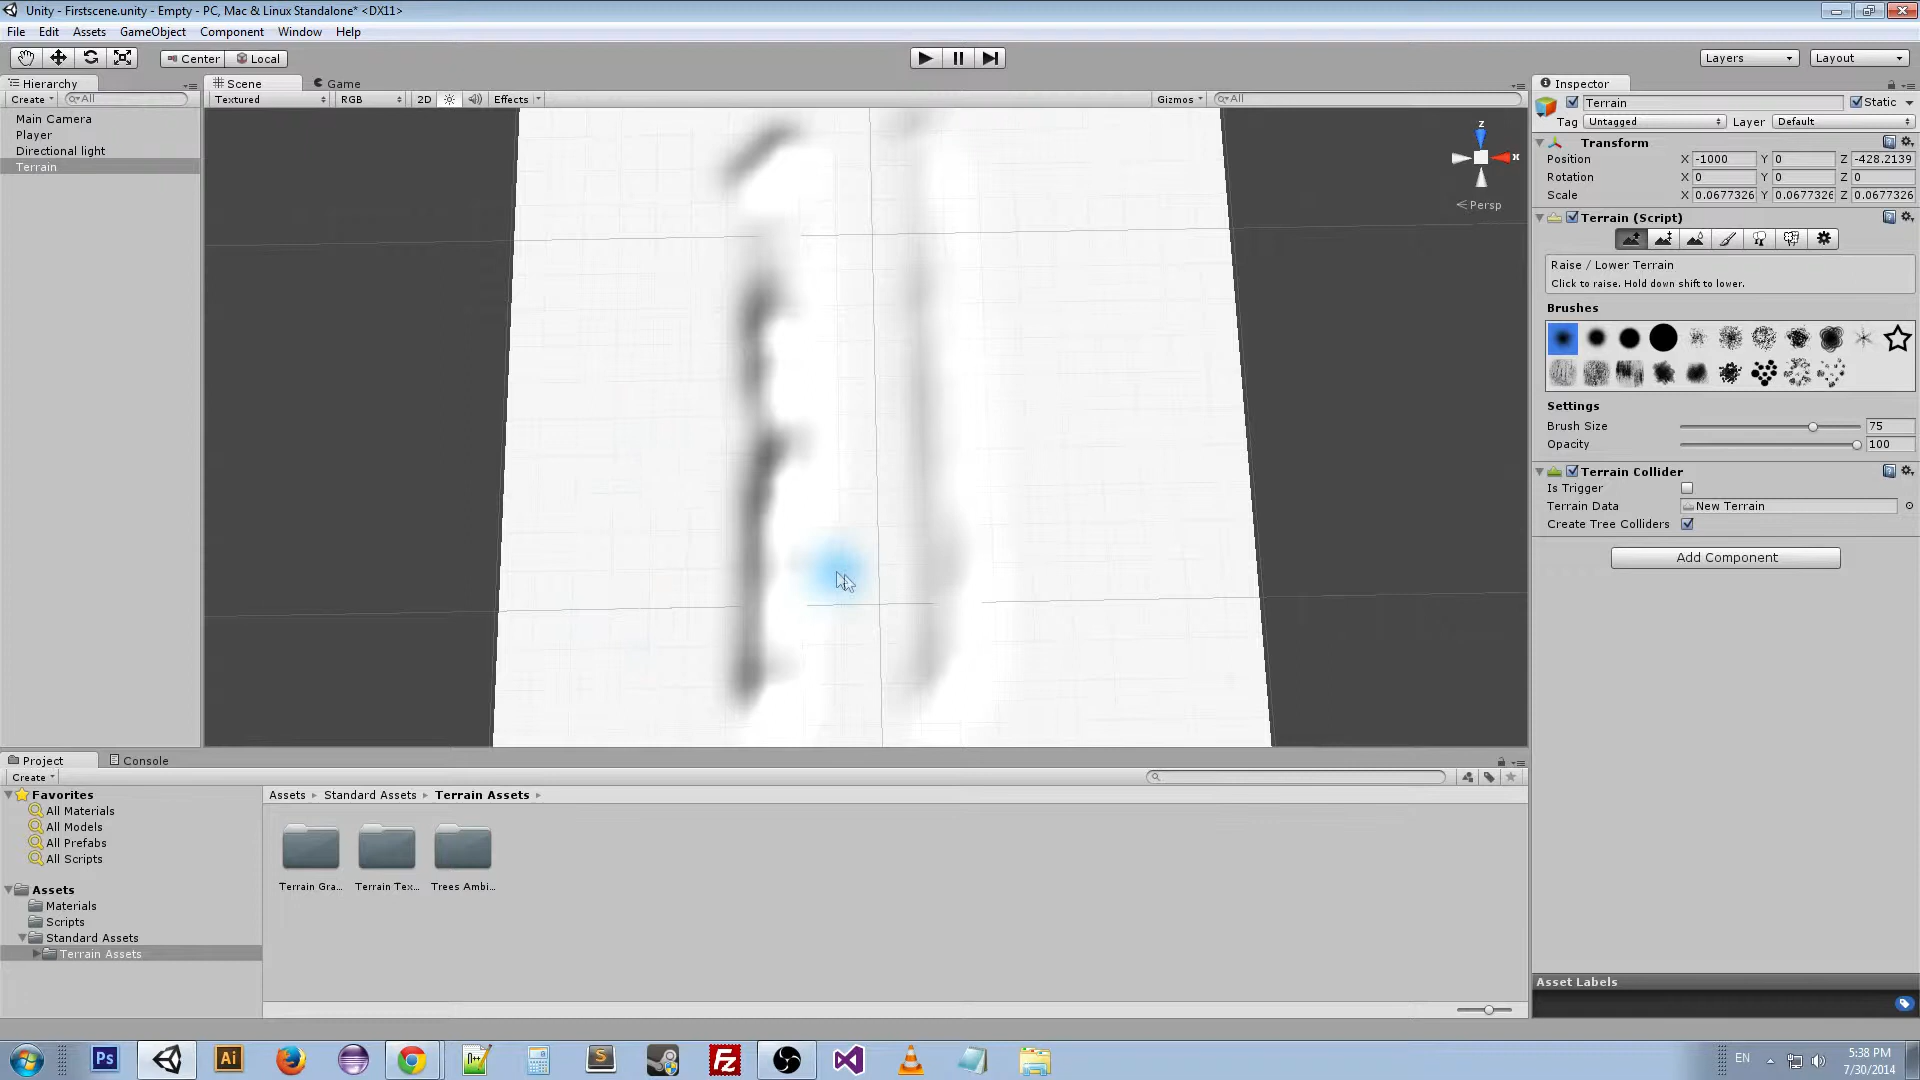 Unity - Firstscene.unity - Empty - PC, Mac & Linux Standalone* <DX11>
File Edit Assets GameObject Component Window Help
Center Local
Layers Layout
Hierarchy
Create All
Main Camera
Player
Directional light
Terrain
Scene Game
Textured RGB 2D Effects Gizmos All
z
x
Persp
Inspector
Terrain Static
Tag Untagged Layer Default
Transform
Position X -1000 Y 0 Z -428.2139
Rotation X 0 Y 0 Z 0
Scale X 0.0677326 Y 0.0677326 Z 0.0677326
Terrain (Script)
Raise / Lower Terrain
Click to raise. Hold down shift to lower.
Brushes
Settings
Brush Size 75
Opacity 100
Terrain Collider
Is Trigger
Terrain Data New Terrain
Create Tree Colliders
Add Component
Asset Labels
Project Console
Create
Favorites
All Materials
All Models
All Prefabs
All Scripts
Assets
Materials
Scripts
Standard Assets
Terrain Assets
Assets Standard Assets Terrain Assets
Terrain Gra... Terrain Tex... Trees Ambi...
Ps Ai S Fz
EN
5:38 PM
7/30/2014